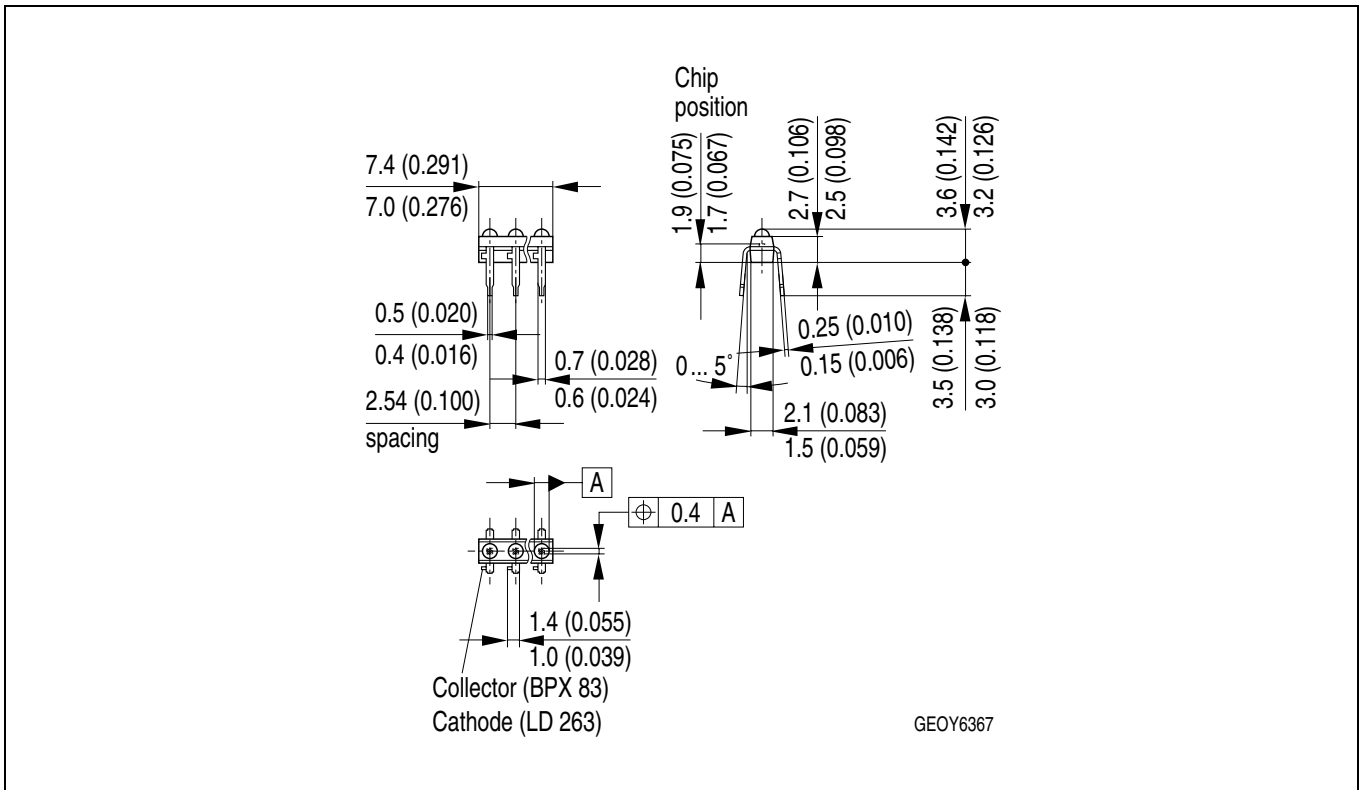 Chip
position
1.9 (0.075)
1.7 (0.067)
2.7 (0.106)
2.5 (0.098)
3.6 (0.142)
3.2 (0.126)
7.4 (0.291)
7.0 (0.276)
0.5 (0.020)
0.4 (0.016)
0.7 (0.028)
0.6 (0.024)
2.54 (0.100)
spacing
0... 5°
0.25 (0.010)
0.15 (0.006)
3.5 (0.138)
3.0 (0.118)
2.1 (0.083)
1.5 (0.059)
A
0.4 A
1.4 (0.055)
1.0 (0.039)
Collector (BPX 83)
Cathode (LD 263)
GEOY6367